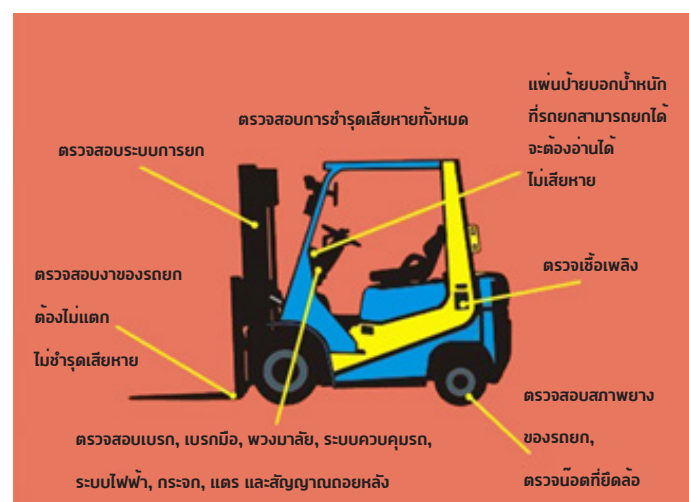 แผ่นป้ายบอกน้ำหนัก
ที่รถยกสามารถยกได้
จะต้องอ่านได้
ไม่เสียหาย
ตรวจสอบการชำรุดเสียหายทั้งหมด
ตรวจสอบระบบการยก
ตรวจเชื้อเพลิง
ตรวจสอบงาของรถยก
ต้องไม่แตก
ไม่ชำรุดเสียหาย
ตรวจสอบสภาพยาง
ของรถยก,
ตรวจน๊อตที่ยึดล้อ
ตรวจสอบเบรก, เบรกมือ, พวงมาลัย, ระบบควบคุมรถ,
ระบบไฟฟ้า, กระจก, แตร และสัญญาณถอยหลัง